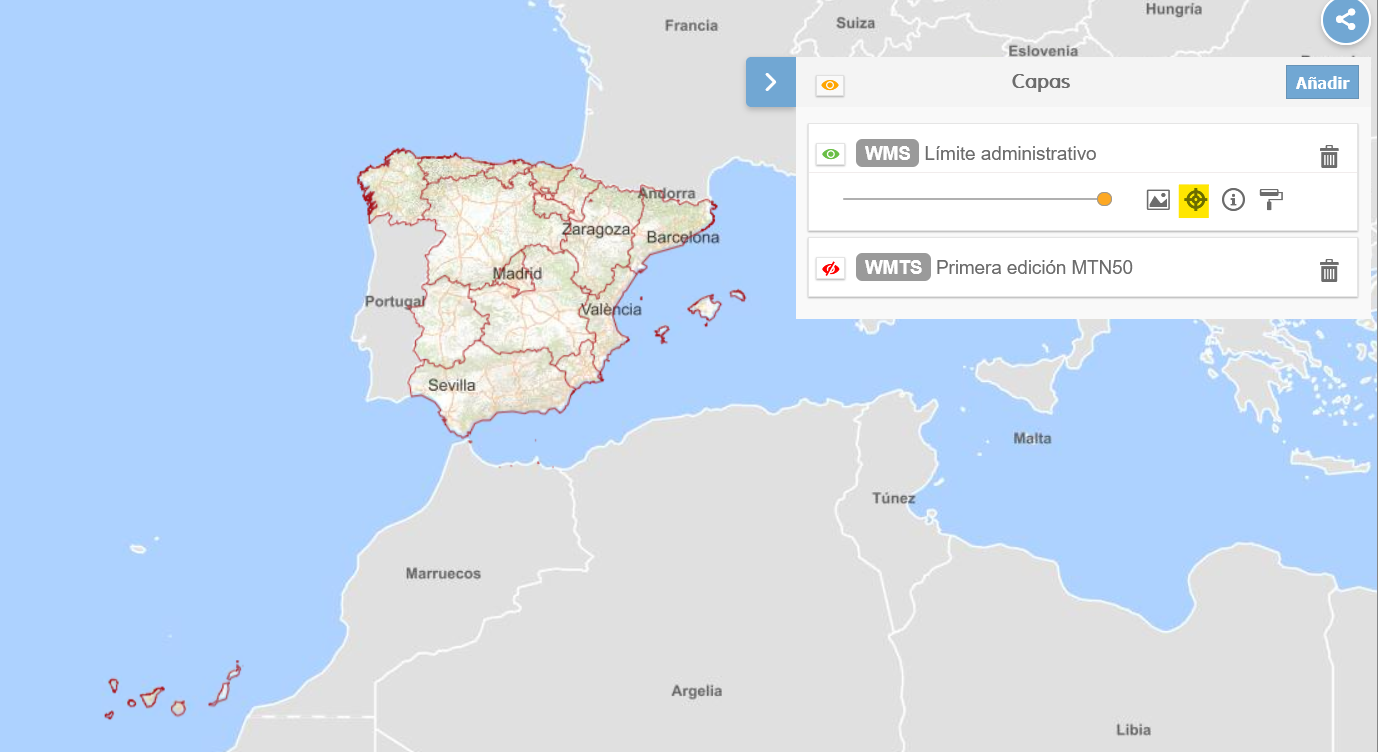 Francia
Suiza
Hungría
Eslovenia
Capas
Añadir
WMS Límite administrativo
WMTS Primera edición MTN50
Andorra
Zaragoza
Barcelona
Madrid
Portugal
València
Sevilla
Malta
Túnez
Marruecos
Argelia
Libia